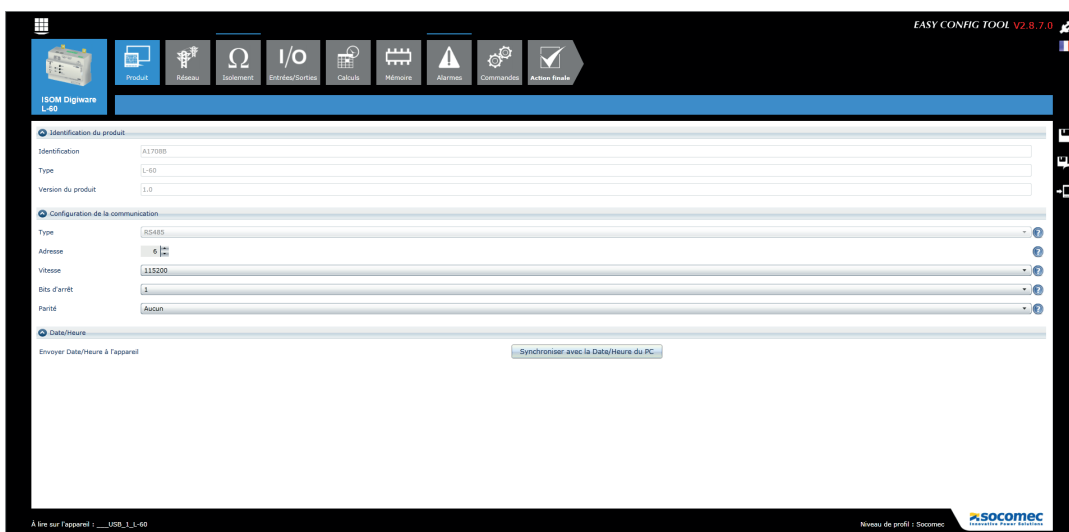 EASY CONFIG TOOL V2.8.7.0
Produit
Réseau
Ω
Isolement
I/O
Entrées/Sorties
Calculs
Mémoire
Alarmes
Commandes
Action finale
ISOM Digiware
L-60
Identification du produit
Identification A1708B
Type L-60
Version du produit 1.0
Configuration de la communication
Type RS485 ?
Adresse 6 ?
Vitesse 115200 ?
Bits d'arrêt 1 ?
Parité Aucun ?
Date/Heure
Envoyer Date/Heure à l'appareil Synchroniser avec la Date/Heure du PC
À lire sur l'appareil : ___USB_1_L-60
Niveau de profil : Socomec
socomec
Innovative Power Solutions